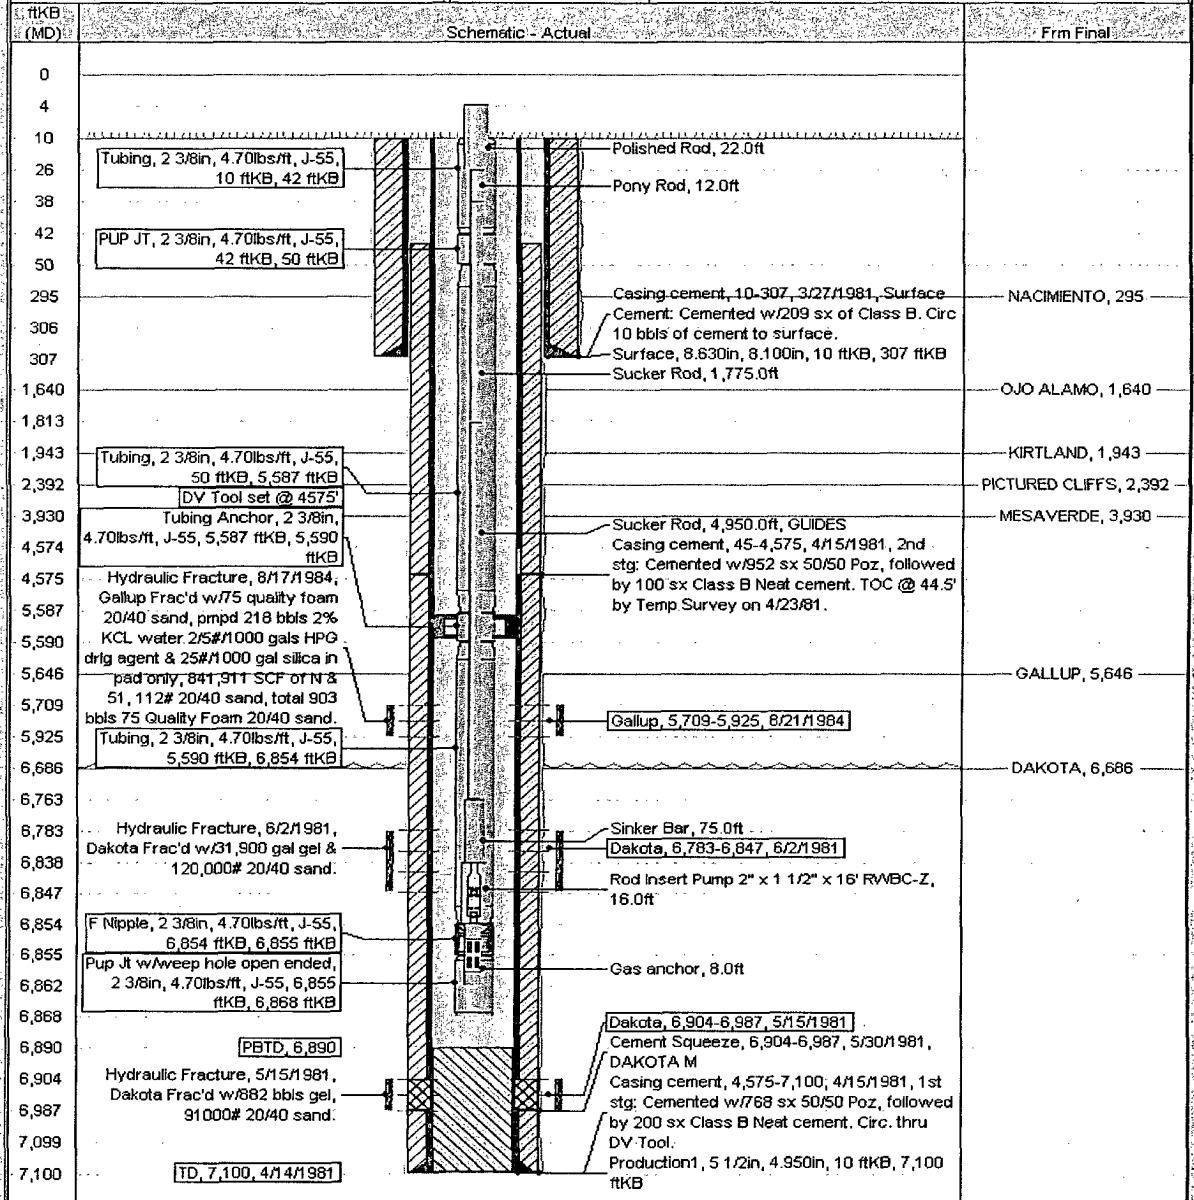 ftKB
(MD)
Schematic - Actual
Frm Final
0
4
10
26
38
42
50
295
306
307
1,640
1,813
1,943
2,392
3,930
4,574
4,575
5,587
5,590
5,646
5,709
5,925
6,686
6,763
6,783
6,838
6,847
6,854
6,855
6,862
6,868
6,890
6,904
6,987
7,099
7,100
Tubing, 2 3/8in, 4.70lbs/ft, J-55,
10 ftKB, 42 ftKB
PUP JT, 2 3/8in, 4.70lbs/ft, J-55,
42 ftKB, 50 ftKB
Tubing, 2 3/8in, 4.70lbs/ft, J-55,
50 ftKB, 5,587 ftKB
DV Tool set @ 4575'
Tubing Anchor, 2 3/8in,
4.70lbs/ft, J-55, 5,587 ftKB, 5,590
ftKB
Hydraulic Fracture, 8/17/1984,
Gallup Frac'd w/75 quality foam
20/40 sand, pmpd 218 bbls 2%
KCL water 2/5#/1000 gals HPG
drlg agent & 25#/1000 gal silica in
pad only, 841,911 SCF of N &
51, 112# 20/40 sand, total 903
bbls 75 Quality Foam 20/40 sand.
Tubing, 2 3/8in, 4.70lbs/ft, J-55,
5,590 ftKB, 6,854 ftKB
Hydraulic Fracture, 6/2/1981,
Dakota Frac'd w/31,900 gal gel &
120,000# 20/40 sand.
F Nipple, 2 3/8in, 4.70lbs/ft, J-55,
6,854 ftKB, 6,855 ftKB
Pup Jt w/weep hole open ended,
2 3/8in, 4.70lbs/ft, J-55, 6,855
ftKB, 6,868 ftKB
PBTD, 6,890
Hydraulic Fracture, 5/15/1981,
Dakota Frac'd w/882 bbls gel,
91000# 20/40 sand.
TD, 7,100, 4/14/1981
Polished Rod, 22.0ft
Pony Rod, 12.0ft
Casing cement, 10-307, 3/27/1981, Surface
Cement: Cemented w/209 sx of Class B. Circ
10 bbls of cement to surface.
Surface, 8.630in, 8.100in, 10 ftKB, 307 ftKB
Sucker Rod, 1,775.0ft
Sucker Rod, 4,950.0ft, GUIDES
Casing cement, 45-4,575, 4/15/1981, 2nd
stg: Cemented w/952 sx 50/50 Poz, followed
by 100 sx Class B Neat cement. TOC @ 44.5'
by Temp Survey on 4/23/81.
Gallup, 5,709-5,925, 8/21/1984
Sinker Bar, 75.0ft
Dakota, 6,783-6,847, 6/2/1981
Rod Insert Pump 2" x 1 1/2" x 16' RWBC-Z,
16.0ft
Gas anchor, 8.0ft
Dakota, 6,904-6,987, 5/15/1981
Cement Squeeze, 6,904-6,987, 5/30/1981,
DAKOTA M
Casing cement, 4,575-7,100, 4/15/1981, 1st
stg: Cemented w/768 sx 50/50 Poz, followed
by 200 sx Class B Neat cement. Circ. thru
DV Tool.
Production1, 5 1/2in, 4.950in, 10 ftKB, 7,100
ftKB
NACIMIENTO, 295
OJO ALAMO, 1,640
KIRTLAND, 1,943
PICTURED CLIFFS, 2,392
MESAVERDE, 3,930
GALLUP, 5,646
DAKOTA, 6,686